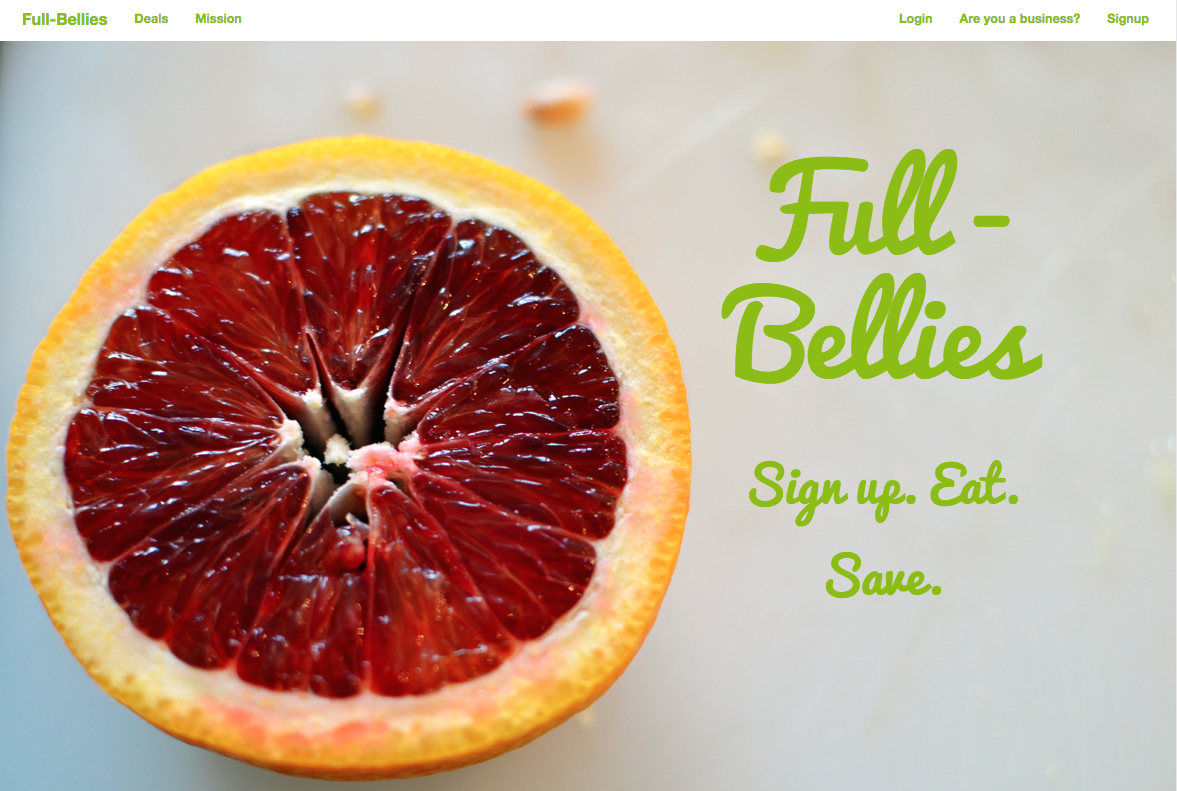 Full-Bellies Deals Mission Login Are you a business? Signup
Full -
Bellies
Sign up. Eat.
Save.